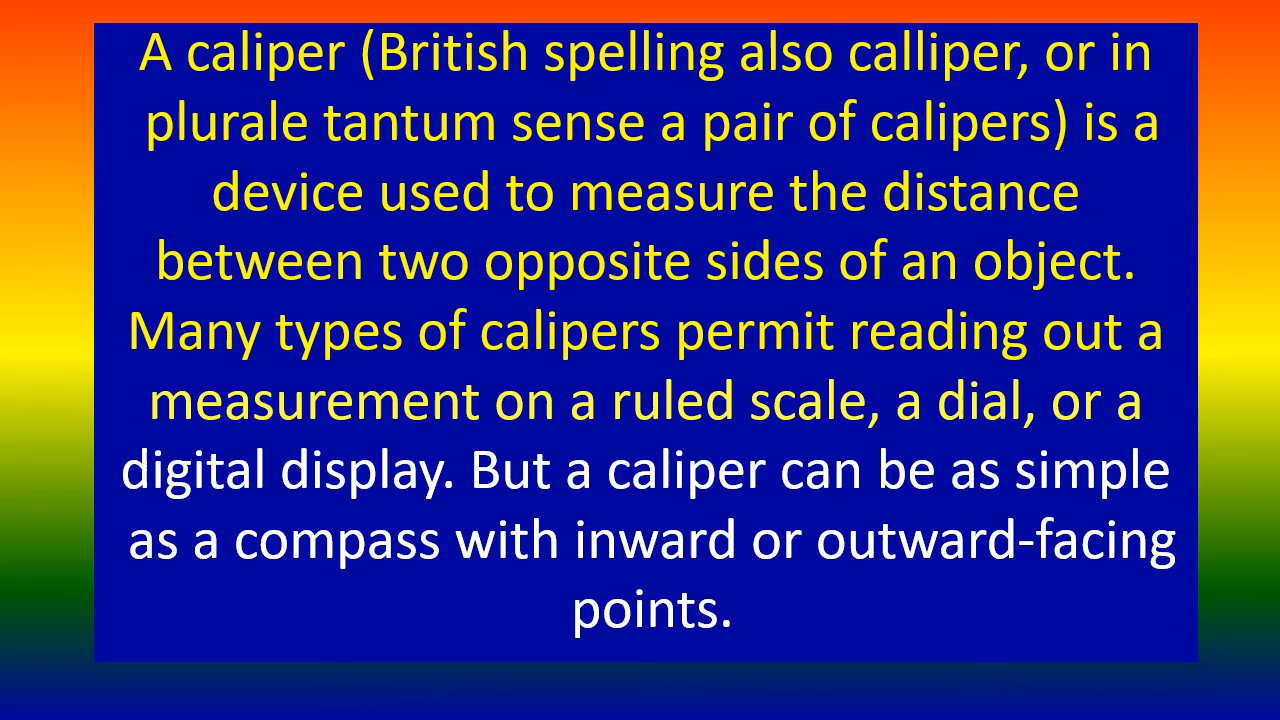 A caliper (British spelling also calliper, or in
plurale tantum sense a pair of calipers) is a
device used to measure the distance
between two opposite sides of an object.
Many types of calipers permit reading out a
measurement on a ruled scale, a dial, or a
digital display. But a caliper can be as simple
as a compass with inward or outward-facing
points.